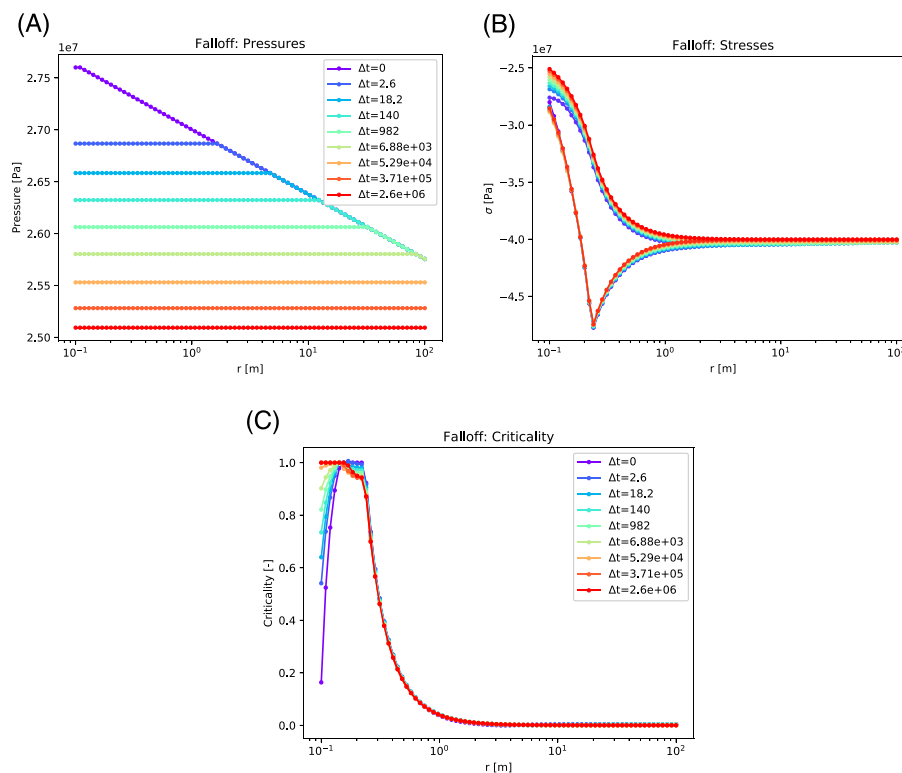 (A)
Falloff: Pressures
1e7
2.75
2.70
2.65
2.60
2.55
2.50
Pressure [Pa]
10⁻¹ 10⁰ 10¹ 10²
r [m]
Δt=0
Δt=2.6
Δt=18.2
Δt=140
Δt=982
Δt=6.88e+03
Δt=5.29e+04
Δt=3.71e+05
Δt=2.6e+06
(B)
Falloff: Stresses
1e7
−2.5
−3.0
−3.5
−4.0
−4.5
σ [Pa]
10⁻¹ 10⁰ 10¹ 10²
r [m]
(C)
Falloff: Criticality
1.0
0.8
0.6
0.4
0.2
0.0
Criticality [-]
10⁻¹ 10⁰ 10¹ 10²
r [m]
Δt=0
Δt=2.6
Δt=18.2
Δt=140
Δt=982
Δt=6.88e+03
Δt=5.29e+04
Δt=3.71e+05
Δt=2.6e+06